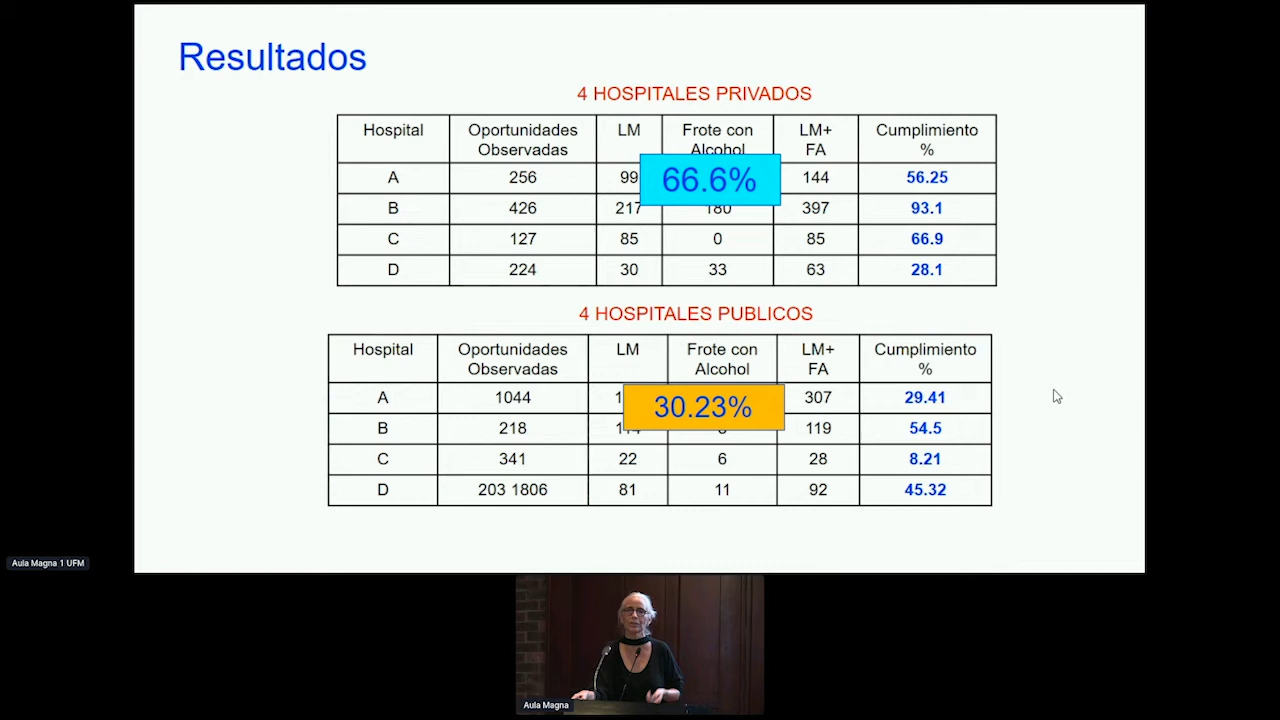 Resultados
4 HOSPITALES PRIVADOS
Hospital Oportunidades Observadas LM Frote con Alcohol LM+ FA Cumplimiento %
A 256 99 144 56.25
66.6%
B 426 217 180 397 93.1
C 127 85 0 85 66.9
D 224 30 33 63 28.1
4 HOSPITALES PUBLICOS
Hospital Oportunidades Observadas LM Frote con Alcohol LM+ FA Cumplimiento %
A 1044 307 29.41
30.23%
B 218 119 54.5
C 341 22 6 28 8.21
D 203 1806 81 11 92 45.32
Aula Magna 1 UFM
Aula Magna